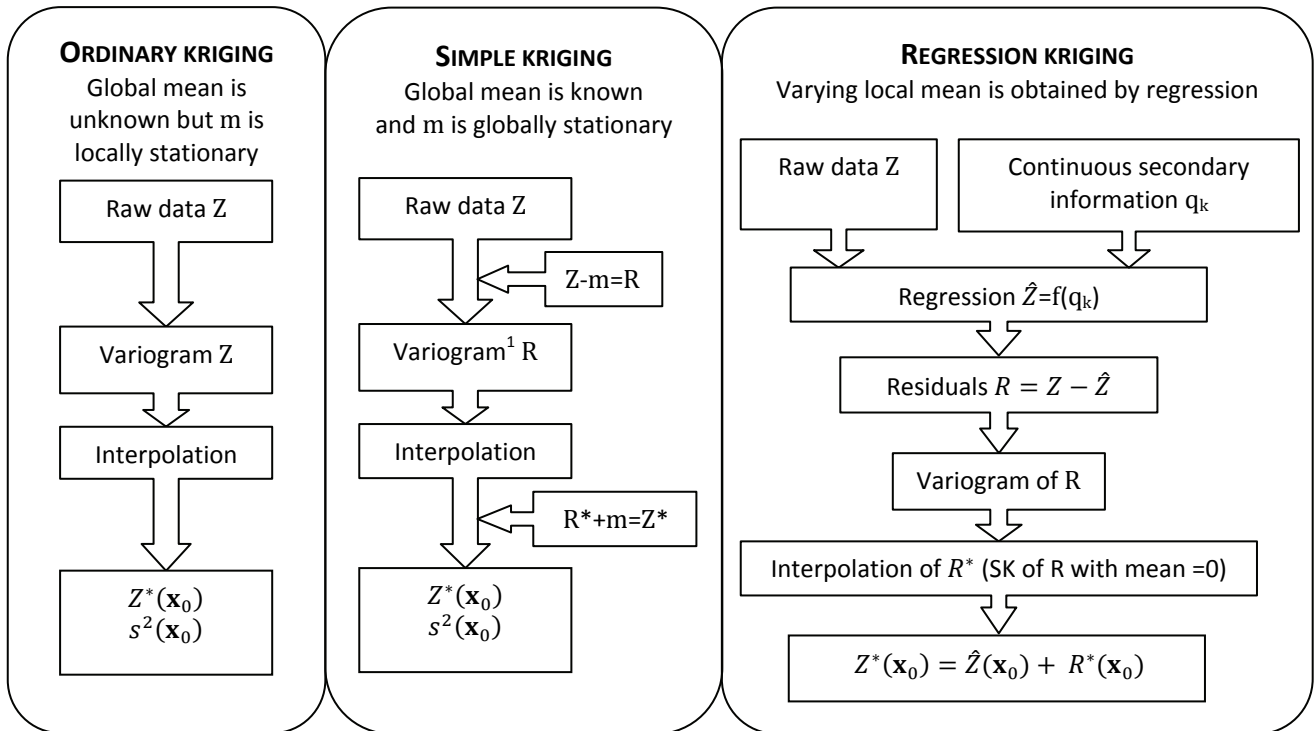 ORDINARY KRIGING
Global mean is
unknown but m is
locally stationary
Raw data Z
Variogram Z
Interpolation
Z*(x₀)
s²(x₀)
SIMPLE KRIGING
Global mean is known
and m is globally stationary
Raw data Z
Z-m=R
Variogram¹ R
Interpolation
R*+m=Z*
Z*(x₀)
s²(x₀)
REGRESSION KRIGING
Varying local mean is obtained by regression
Raw data Z
Continuous secondary
information qₖ
Regression Ẑ=f(qₖ)
Residuals R = Z − Ẑ
Variogram of R
Interpolation of R* (SK of R with mean =0)
Z*(x₀) = Ẑ(x₀) + R*(x₀)